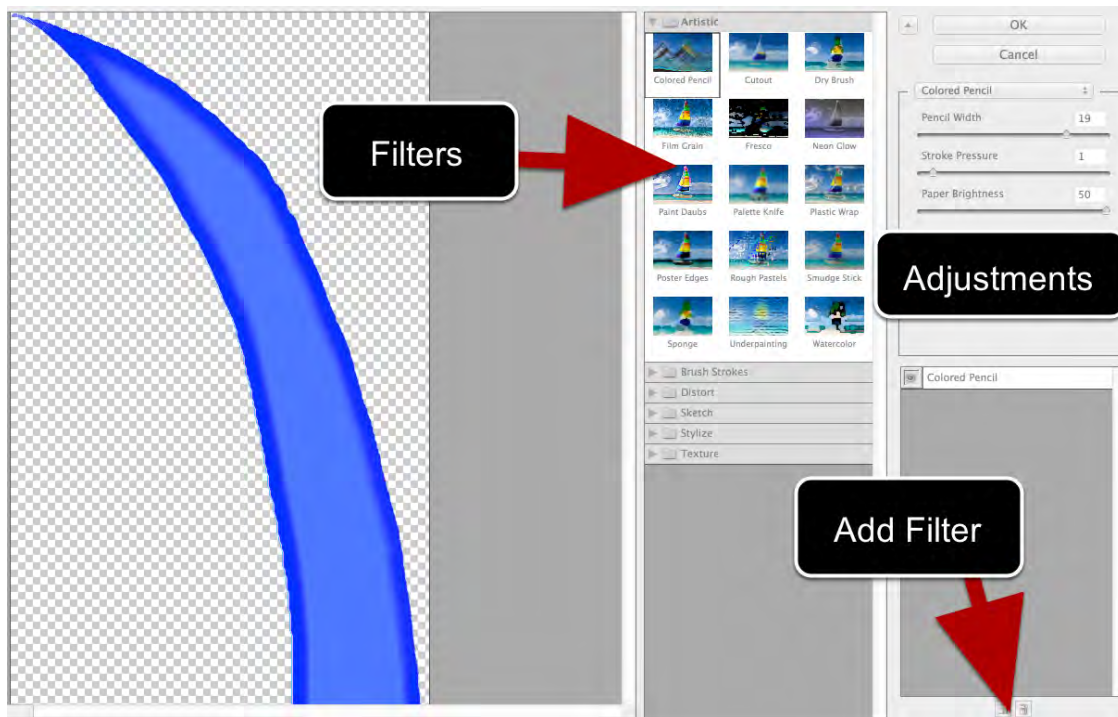 Artistic
Colored Pencil
Cutout
Dry Brush
Film Grain
Fresco
Neon Glow
Paint Daubs
Palette Knife
Plastic Wrap
Poster Edges
Rough Pastels
Smudge Stick
Sponge
Underpainting
Watercolor
Brush Strokes
Distort
Sketch
Stylize
Texture
Filters
OK
Cancel
Colored Pencil
Pencil Width 19
Stroke Pressure 1
Paper Brightness 50
Adjustments
Colored Pencil
Add Filter